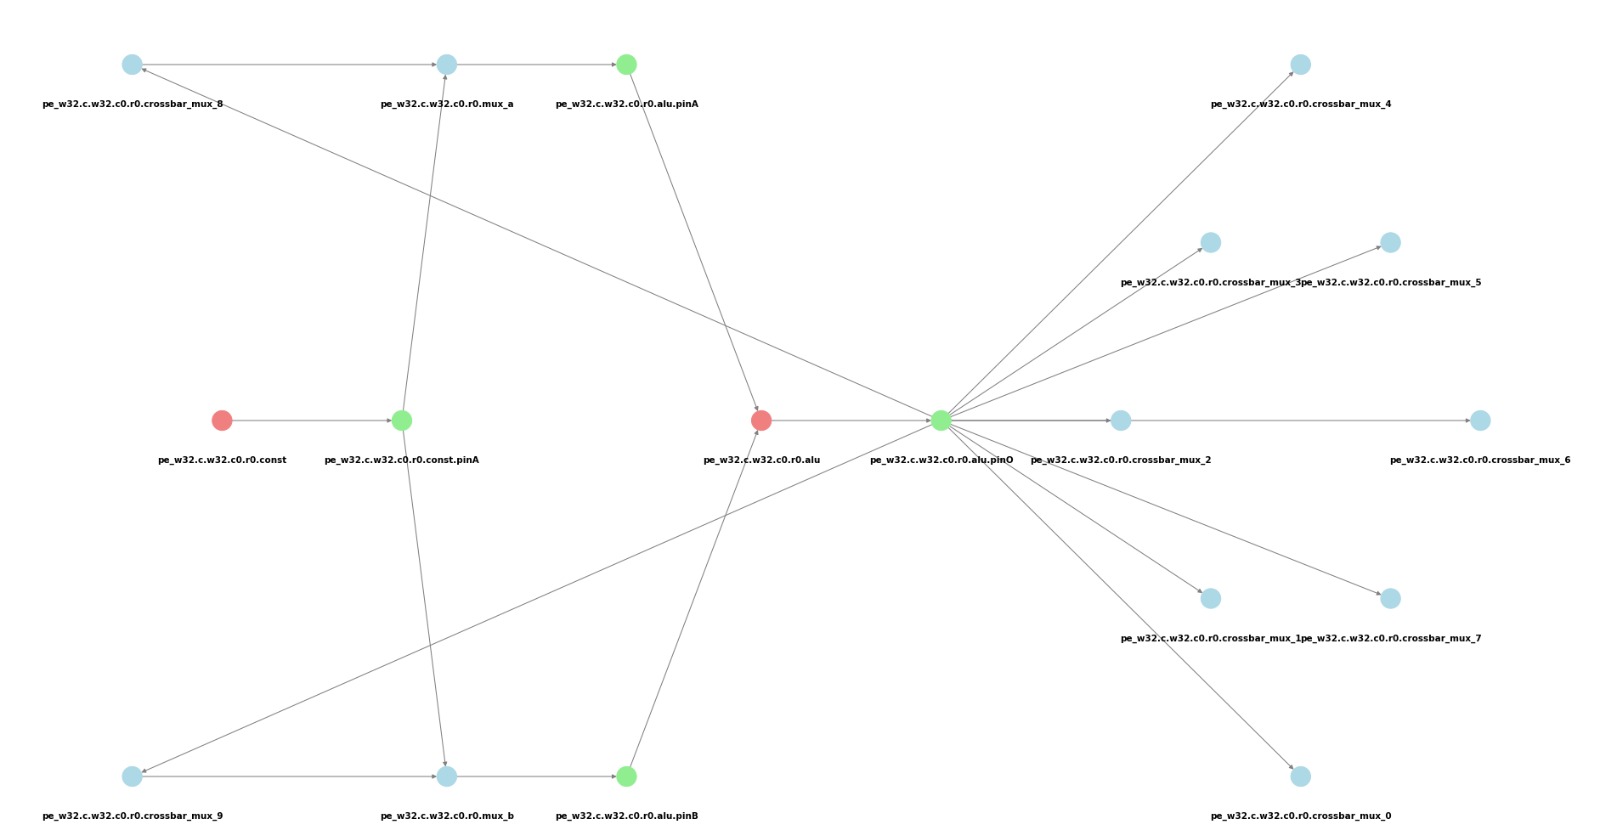 pe_w32.c.w32.c0.r0.crossbar_mux_8
pe_w32.c.w32.c0.r0.mux_a
pe_w32.c.w32.c0.r0.alu.pinA
pe_w32.c.w32.c0.r0.crossbar_mux_4
pe_w32.c.w32.c0.r0.crossbar_mux_3
pe_w32.c.w32.c0.r0.crossbar_mux_5
pe_w32.c.w32.c0.r0.const
pe_w32.c.w32.c0.r0.const.pinA
pe_w32.c.w32.c0.r0.alu
pe_w32.c.w32.c0.r0.alu.pinO
pe_w32.c.w32.c0.r0.crossbar_mux_2
pe_w32.c.w32.c0.r0.crossbar_mux_6
pe_w32.c.w32.c0.r0.crossbar_mux_1
pe_w32.c.w32.c0.r0.crossbar_mux_7
pe_w32.c.w32.c0.r0.crossbar_mux_9
pe_w32.c.w32.c0.r0.mux_b
pe_w32.c.w32.c0.r0.alu.pinB
pe_w32.c.w32.c0.r0.crossbar_mux_0